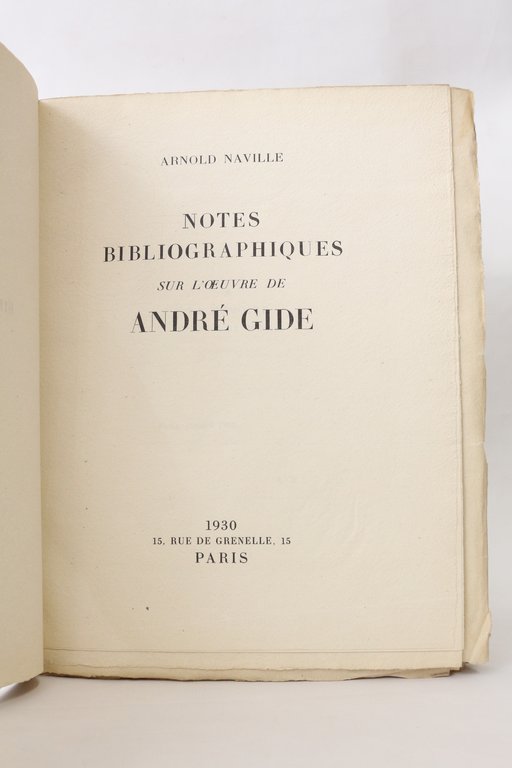 ARNOLD NAVILLE
NOTES
BIBLIOGRAPHIQUES
SUR L'ŒUVRE DE
ANDRÉ GIDE
1930
15, RUE DE GRENELLE, 15
PARIS